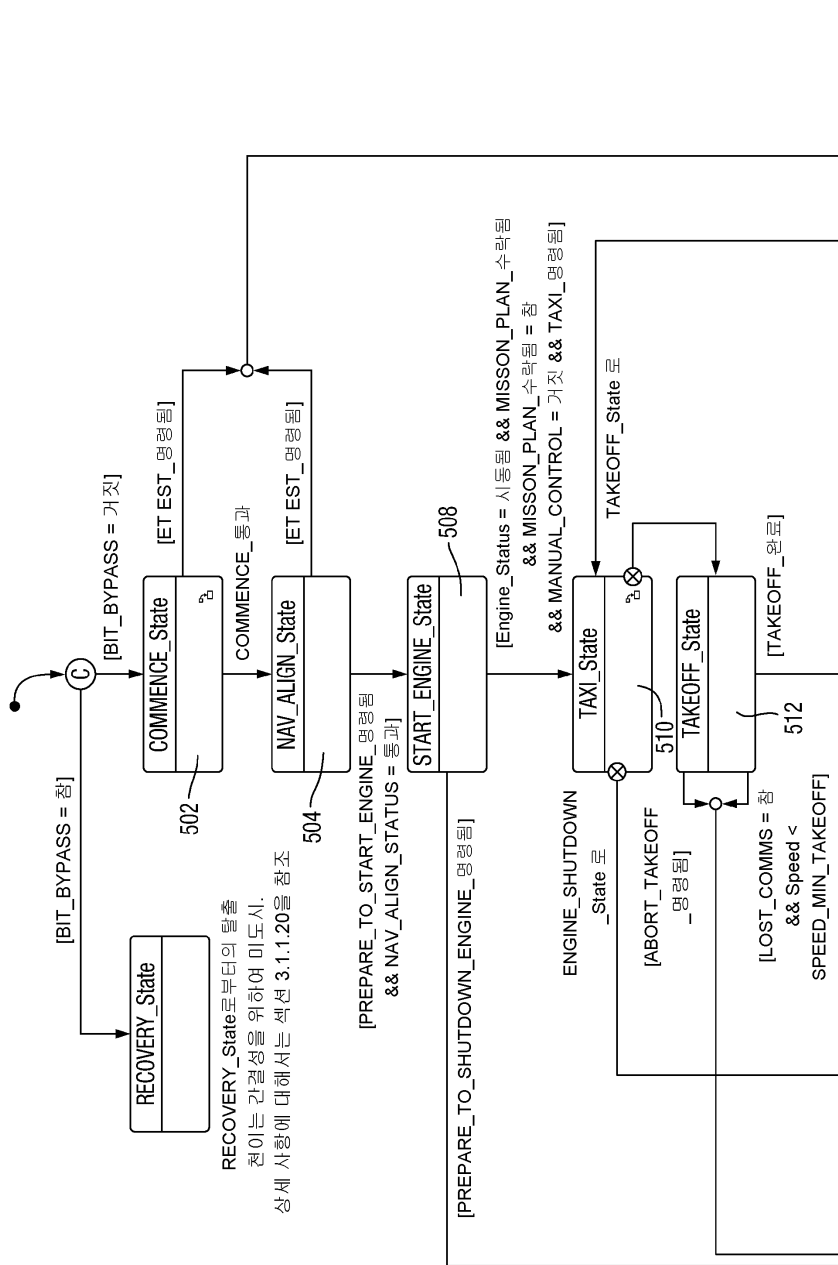 [BIT_BYPASS = 참]
[BIT_BYPASS = 거짓]
C
RECOVERY_State
RECOVERY_State로부터의 탈출
천이는 간결성을 위하여 미도시.
상세 사항에 대해서는 섹션 3.1.1.20을 참조
COMMENCE_State
502
[ET EST_명령됨]
COMMENCE_통과
NAV_ALIGN_State
504
[ET EST_명령됨]
[PREPARE_TO_START_ENGINE_명령됨
&& NAV_ALIGN_STATUS = 통과]
START_ENGINE_State
508
[PREPARE_TO_SHUTDOWN_ENGINE_명령됨]
[Engine_Status = 시동됨 && MISSON_PLAN_수락됨
&& MISSON_PLAN_수락됨 = 참
&& MANUAL_CONTROL = 거짓 && TAXI_명령됨]
TAXI_State
510
TAKEOFF_State 로
ENGINE_SHUTDOWN
_State 로
TAKEOFF_State
512
[ABORT_TAKEOFF
_명령됨]
[LOST_COMMS = 참
&& Speed <
SPEED_MIN_TAKEOFF]
[TAKEOFF_완료]